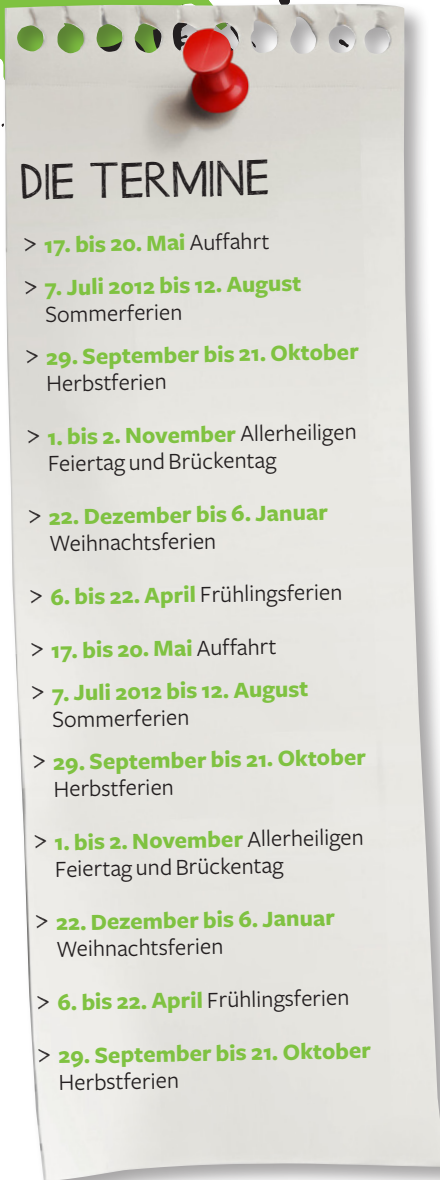 DIE TERMINE
> 17. bis 20. Mai Auffahrt
> 7. Juli 2012 bis 12. August
Sommerferien
> 29. September bis 21. Oktober
Herbstferien
> 1. bis 2. November Allerheiligen
Feiertag und Brückentag
> 22. Dezember bis 6. Januar
Weihnachtsferien
> 6. bis 22. April Frühlingsferien
> 17. bis 20. Mai Auffahrt
> 7. Juli 2012 bis 12. August
Sommerferien
> 29. September bis 21. Oktober
Herbstferien
> 1. bis 2. November Allerheiligen
Feiertag und Brückentag
> 22. Dezember bis 6. Januar
Weihnachtsferien
> 6. bis 22. April Frühlingsferien
> 29. September bis 21. Oktober
Herbstferien